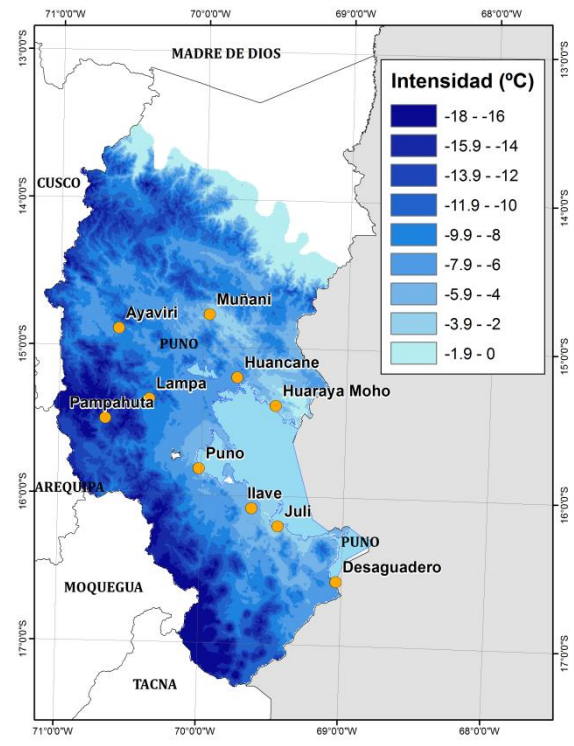 71°0'0"W
70°0'0"W
69°0'0"W
68°0'0"W
13°0'0"S
13°0'0"S
MADRE DE DIOS
Intensidad (ºC)
-18 - -16
-15.9 - -14
-13.9 - -12
-11.9 - -10
-9.9 - -8
-7.9 - -6
-5.9 - -4
-3.9 - -2
-1.9 - 0
CUSCO
14°0'0"S
14°0'0"S
Ayaviri
Muñani
PUNO
15°0'0"S
15°0'0"S
Huancane
Lampa
Huaraya Moho
Pampahuta
Puno
AREQUIPA
16°0'0"S
16°0'0"S
Ilave
Juli
PUNO
Desaguadero
MOQUEGUA
17°0'0"S
17°0'0"S
TACNA
71°0'0"W
70°0'0"W
69°0'0"W
68°0'0"W